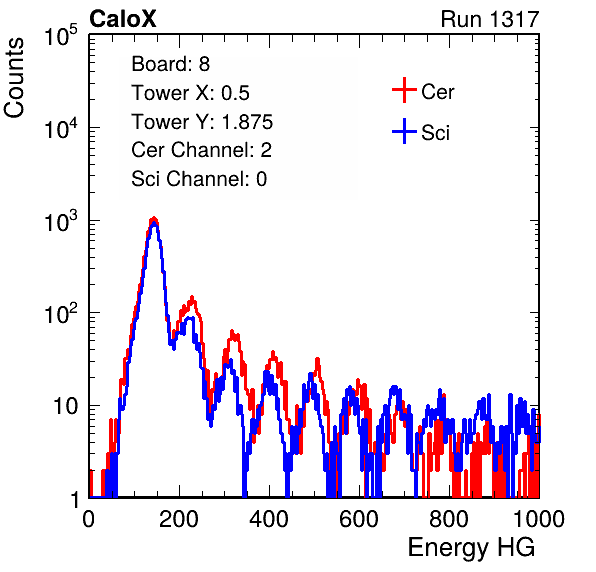 CaloX Run 1317
Counts
10^5
10^4
10^3
10^2
10
1
Board: 8
Tower X: 0.5
Tower Y: 1.875
Cer Channel: 2
Sci Channel: 0
Cer
Sci
0 200 400 600 800 1000
Energy HG